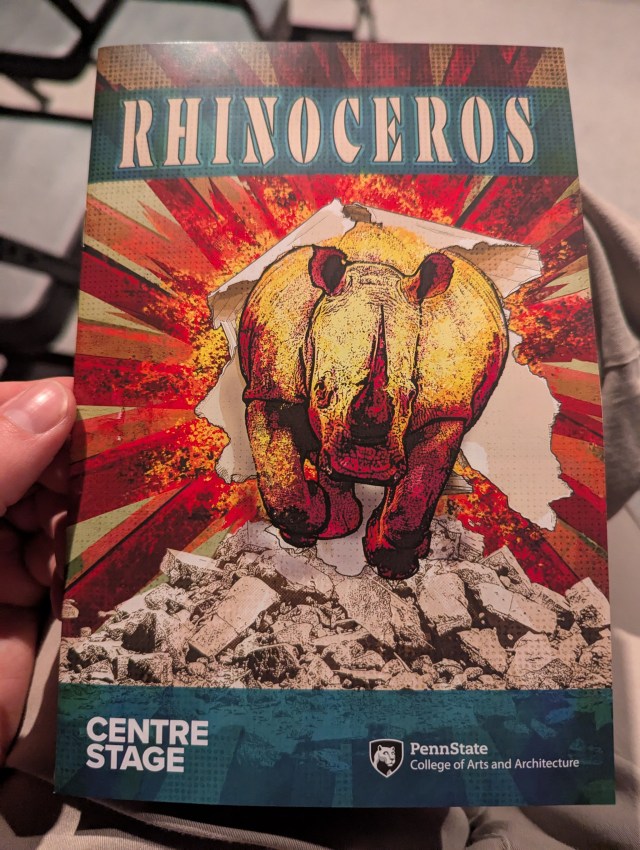 RHINOCEROS
CENTRE
STAGE
PennState
College of Arts and Architecture